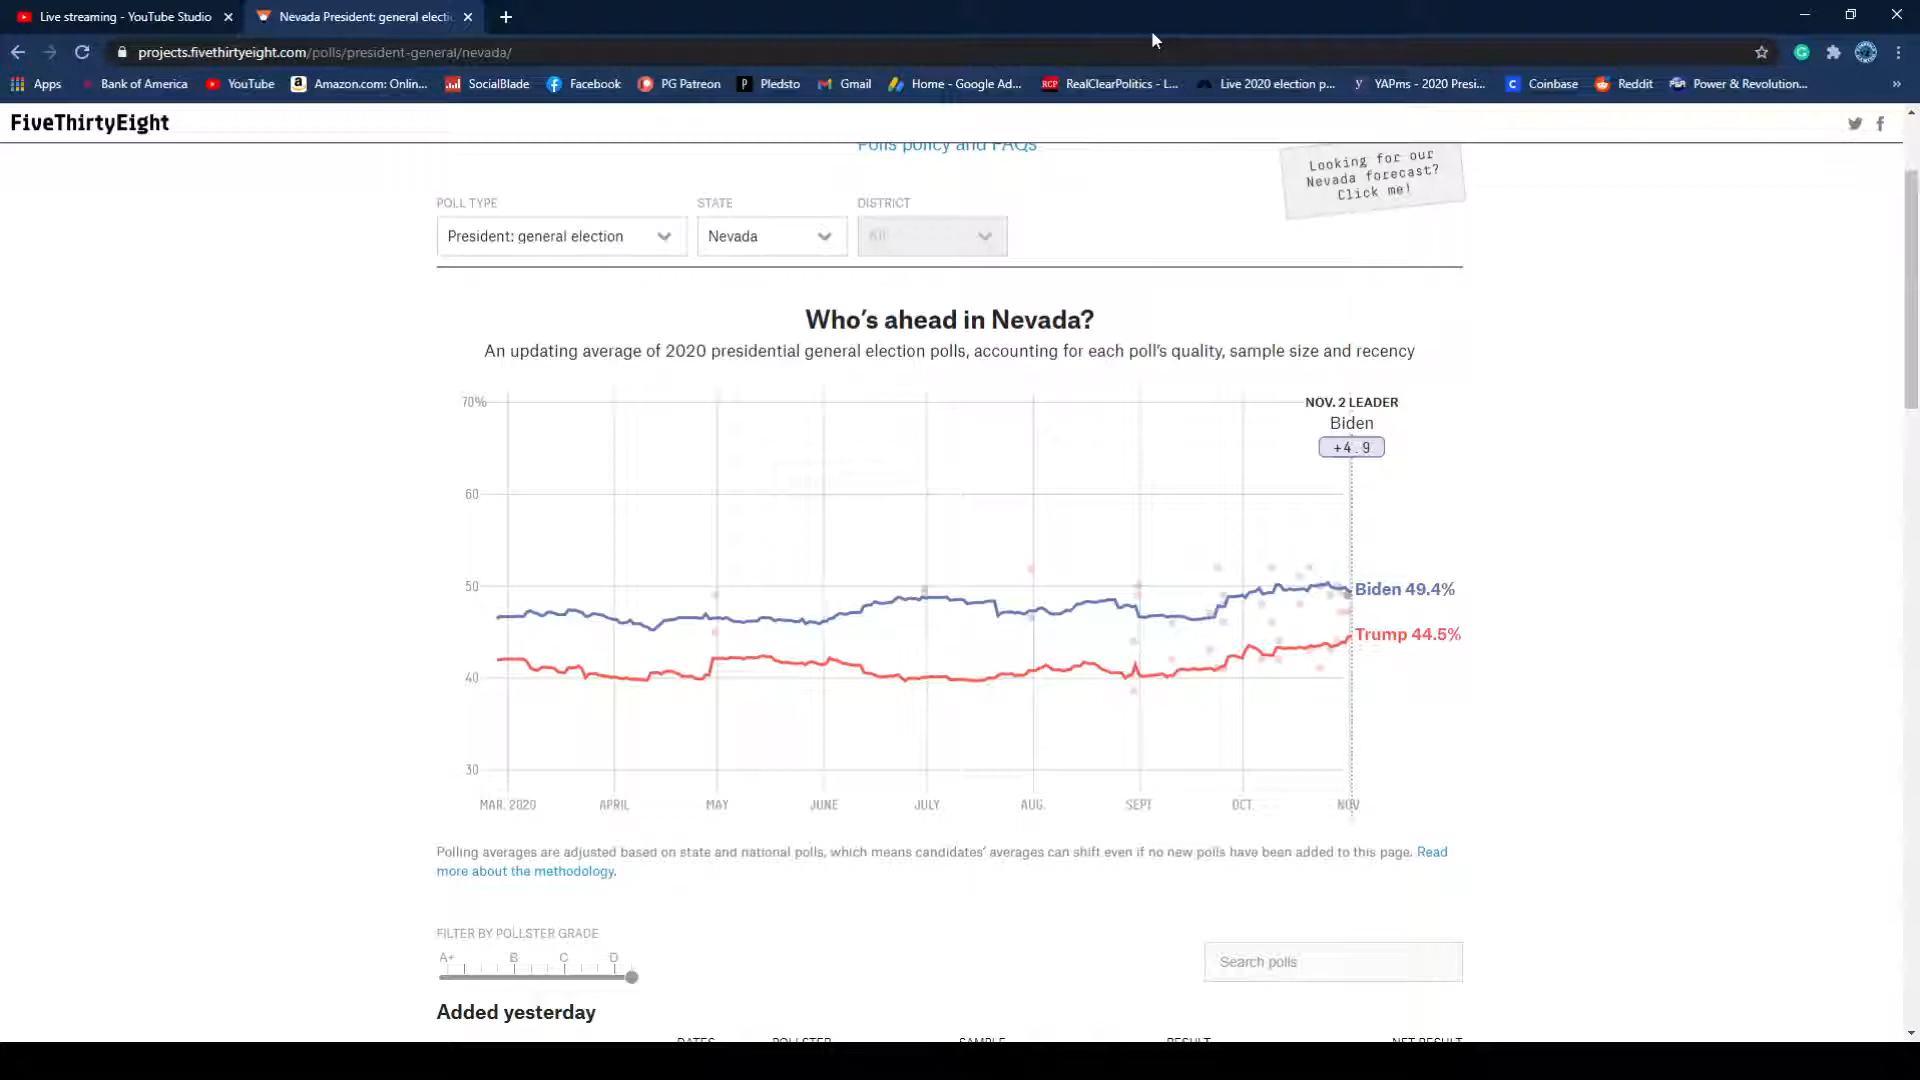 Live streaming - YouTube Studio
Nevada President: general electi
projects.fivethirtyeight.com/polls/president-general/nevada/
Apps Bank of America YouTube Amazon.com: Onlin... SocialBlade Facebook PG Patreon Pledsto Gmail Home - Google Ad... RealClearPolitics - L... Live 2020 election p... YAPms - 2020 Presi... Coinbase Reddit Power & Revolution... »
FiveThirtyEight
Polls policy and FAQs
Looking for our
Nevada forecast?
Click me!
POLL TYPE STATE DISTRICT
President: general election Nevada All
Who's ahead in Nevada?
An updating average of 2020 presidential general election polls, accounting for each poll's quality, sample size and recency
70%
NOV. 2 LEADER
Biden
+4.9
60
50
Biden 49.4%
Trump 44.5%
40
30
MAR. 2020 APRIL MAY JUNE JULY AUG. SEPT OCT. NOV
Polling averages are adjusted based on state and national polls, which means candidates' averages can shift even if no new polls have been added to this page. Read
more about the methodology.
FILTER BY POLLSTER GRADE
A+ B C D
Search polls
Added yesterday
DATES POLLSTER SAMPLE RESULT NET RESULT